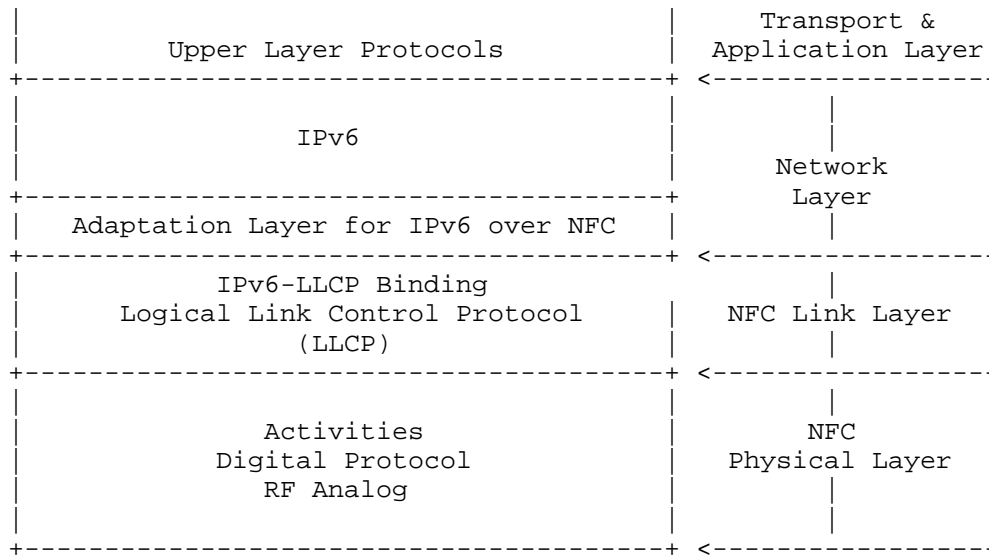 Transport &
Upper Layer Protocols Application Layer
IPv6
Network
Layer
Adaptation Layer for IPv6 over NFC
IPv6-LLCP Binding
Logical Link Control Protocol NFC Link Layer
(LLCP)
Activities NFC
Digital Protocol Physical Layer
RF Analog